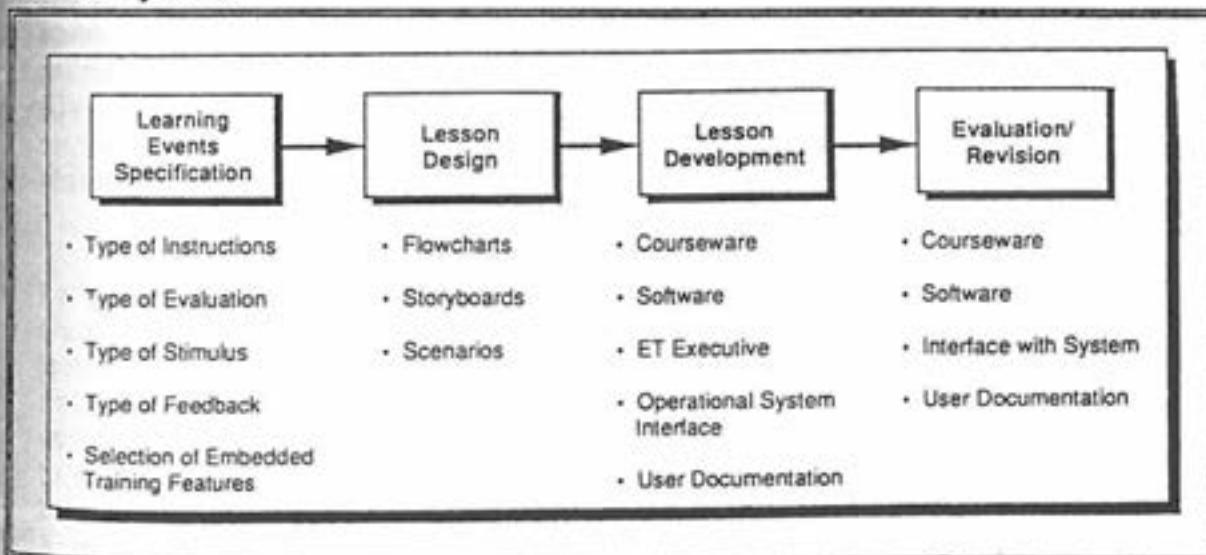 Learning
Events
Specification
Lesson
Design
Lesson
Development
Evaluation/
Revision
• Type of Instructions
• Type of Evaluation
• Type of Stimulus
• Type of Feedback
• Selection of Embedded
Training Features
• Flowcharts
• Storyboards
• Scenarios
• Courseware
• Software
• ET Executive
• Operational System
Interface
• User Documentation
• Courseware
• Software
• Interface with System
• User Documentation